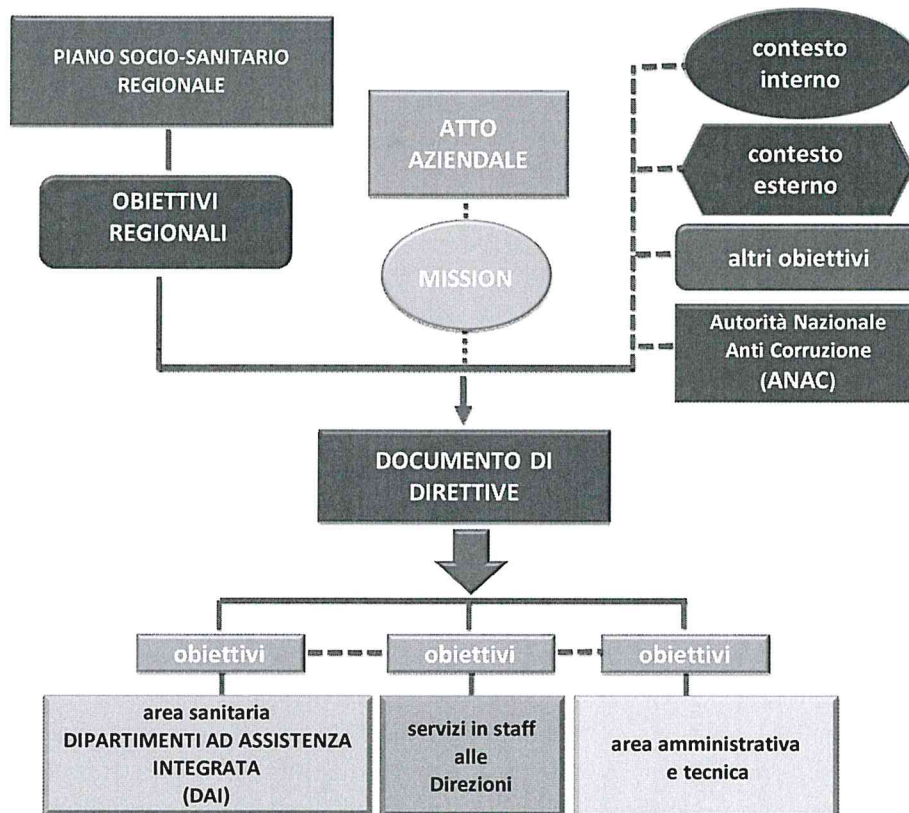 PIANO SOCIO-SANITARIO
REGIONALE
OBIETTIVI
REGIONALI
ATTO
AZIENDALE
MISSION
contesto
interno
contesto
esterno
altri obiettivi
Autorità Nazionale
Anti Corruzione
(ANAC)
DOCUMENTO DI
DIRETTIVE
obiettivi
obiettivi
obiettivi
area sanitaria
DIPARTIMENTI AD ASSISTENZA
INTEGRATA
(DAI)
servizi in staff
alle
Direzioni
area amministrativa
e tecnica